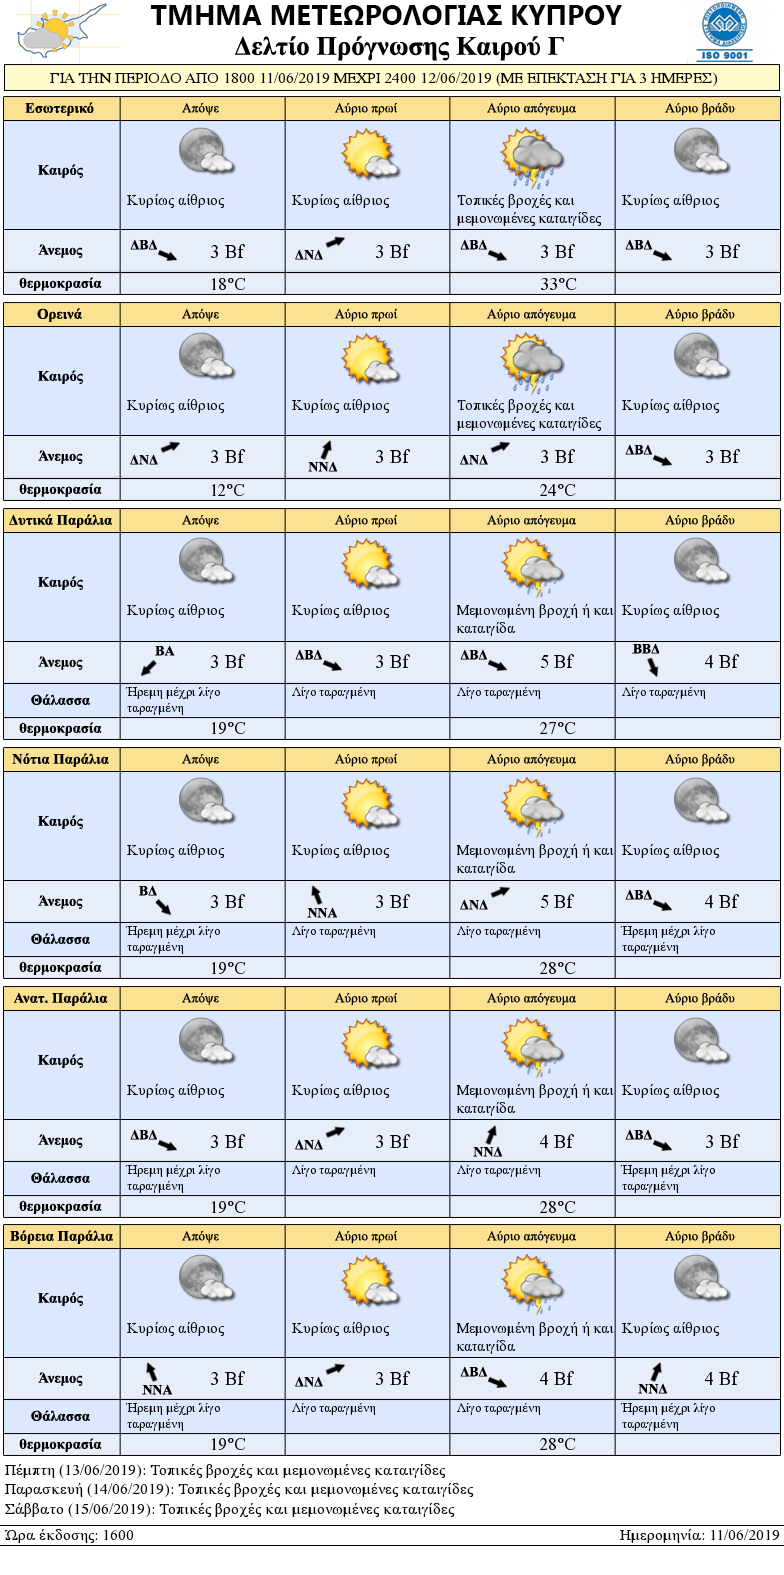 ΤΜΗΜΑ ΜΕΤΕΩΡΟΛΟΓΙΑΣ ΚΥΠΡΟΥ
Δελτίο Πρόγνωσης Καιρού Γ
ISO 9001
ΓΙΑ ΤΗΝ ΠΕΡΙΟΔΟ ΑΠΟ 1800 11/06/2019 ΜΕΧΡΙ 2400 12/06/2019 (ΜΕ ΕΠΕΚΤΑΣΗ ΓΙΑ 3 ΗΜΕΡΕΣ)
Εσωτερικό Απόψε Αύριο πρωί Αύριο απόγευμα Αύριο βράδυ
Καιρός Κυρίως αίθριος Κυρίως αίθριος Τοπικές βροχές και μεμονωμένες καταιγίδες Κυρίως αίθριος
Άνεμος ΔΒΔ 3 Bf ΔΝΔ 3 Bf ΔΒΔ 3 Bf ΔΒΔ 3 Bf
θερμοκρασία 18°C 33°C
Ορεινά Απόψε Αύριο πρωί Αύριο απόγευμα Αύριο βράδυ
Καιρός Κυρίως αίθριος Κυρίως αίθριος Τοπικές βροχές και μεμονωμένες καταιγίδες Κυρίως αίθριος
Άνεμος ΔΝΔ 3 Bf ΝΝΔ 3 Bf ΔΝΔ 3 Bf ΔΒΔ 3 Bf
θερμοκρασία 12°C 24°C
Δυτικά Παράλια Απόψε Αύριο πρωί Αύριο απόγευμα Αύριο βράδυ
Καιρός Κυρίως αίθριος Κυρίως αίθριος Μεμονωμένη βροχή ή και καταιγίδα Κυρίως αίθριος
Άνεμος ΒΑ 3 Bf ΔΒΔ 3 Bf ΔΒΔ 5 Bf ΒΒΔ 4 Bf
Θάλασσα Ήρεμη μέχρι λίγο ταραγμένη Λίγο ταραγμένη Λίγο ταραγμένη Λίγο ταραγμένη
θερμοκρασία 19°C 27°C
Νότια Παράλια Απόψε Αύριο πρωί Αύριο απόγευμα Αύριο βράδυ
Καιρός Κυρίως αίθριος Κυρίως αίθριος Μεμονωμένη βροχή ή και καταιγίδα Κυρίως αίθριος
Άνεμος ΒΔ 3 Bf ΝΝΑ 3 Bf ΔΝΔ 5 Bf ΔΒΔ 4 Bf
Θάλασσα Ήρεμη μέχρι λίγο ταραγμένη Λίγο ταραγμένη Λίγο ταραγμένη Ήρεμη μέχρι λίγο ταραγμένη
θερμοκρασία 19°C 28°C
Ανατ. Παράλια Απόψε Αύριο πρωί Αύριο απόγευμα Αύριο βράδυ
Καιρός Κυρίως αίθριος Κυρίως αίθριος Μεμονωμένη βροχή ή και καταιγίδα Κυρίως αίθριος
Άνεμος ΔΒΔ 3 Bf ΔΝΔ 3 Bf ΝΝΔ 4 Bf ΔΒΔ 3 Bf
Θάλασσα Ήρεμη μέχρι λίγο ταραγμένη Λίγο ταραγμένη Λίγο ταραγμένη Ήρεμη μέχρι λίγο ταραγμένη
θερμοκρασία 19°C 28°C
Βόρεια Παράλια Απόψε Αύριο πρωί Αύριο απόγευμα Αύριο βράδυ
Καιρός Κυρίως αίθριος Κυρίως αίθριος Μεμονωμένη βροχή ή και καταιγίδα Κυρίως αίθριος
Άνεμος ΝΝΑ 3 Bf ΔΝΔ 3 Bf ΔΒΔ 4 Bf ΝΝΔ 4 Bf
Θάλασσα Ήρεμη μέχρι λίγο ταραγμένη Λίγο ταραγμένη Λίγο ταραγμένη Ήρεμη μέχρι λίγο ταραγμένη
θερμοκρασία 19°C 28°C
Πέμπτη (13/06/2019): Τοπικές βροχές και μεμονωμένες καταιγίδες
Παρασκευή (14/06/2019): Τοπικές βροχές και μεμονωμένες καταιγίδες
Σάββατο (15/06/2019): Τοπικές βροχές και μεμονωμένες καταιγίδες
Ώρα έκδοσης: 1600 Ημερομηνία: 11/06/2019